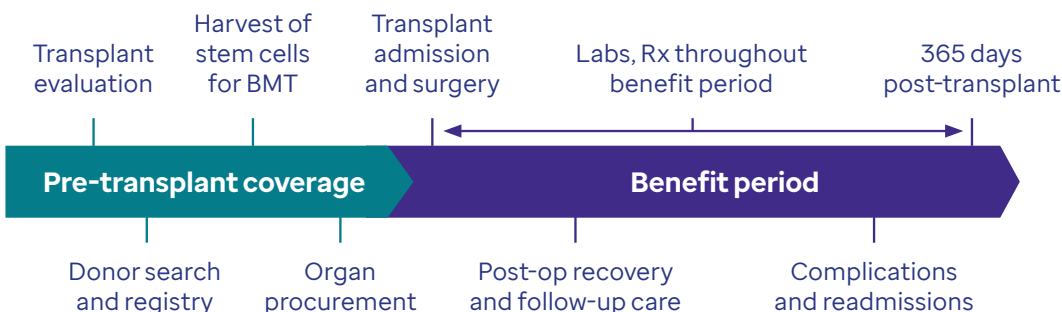 Transplant
evaluation
Harvest of
stem cells
for BMT
Transplant
admission
and surgery
Labs, Rx throughout
benefit period
365 days
post-transplant
Pre-transplant coverage
Benefit period
Donor search
and registry
Organ
procurement
Post-op recovery
and follow-up care
Complications
and readmissions